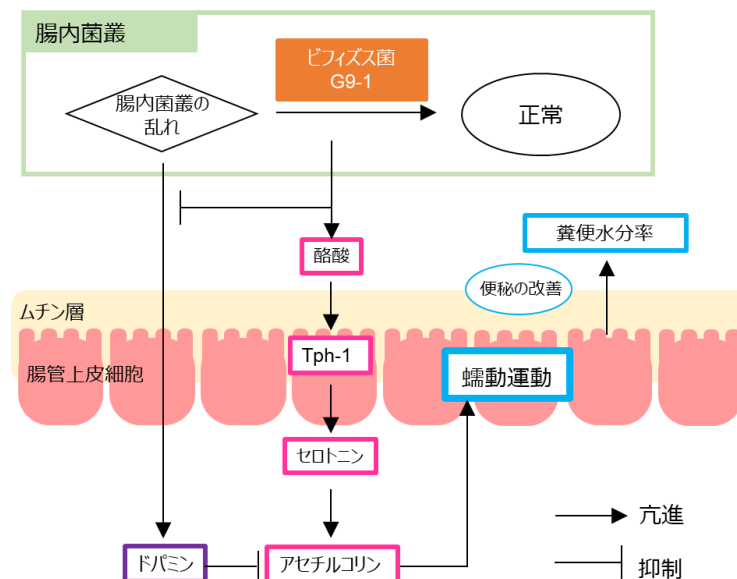 腸内菌叢
ビフィズス菌
G9-1
腸内菌叢の
乱れ
正常
酪酸
糞便水分率
便秘の改善
ムチン層
Tph-1
腸管上皮細胞
蠕動運動
セロトニン
亢進
ドパミン
アセチルコリン
抑制